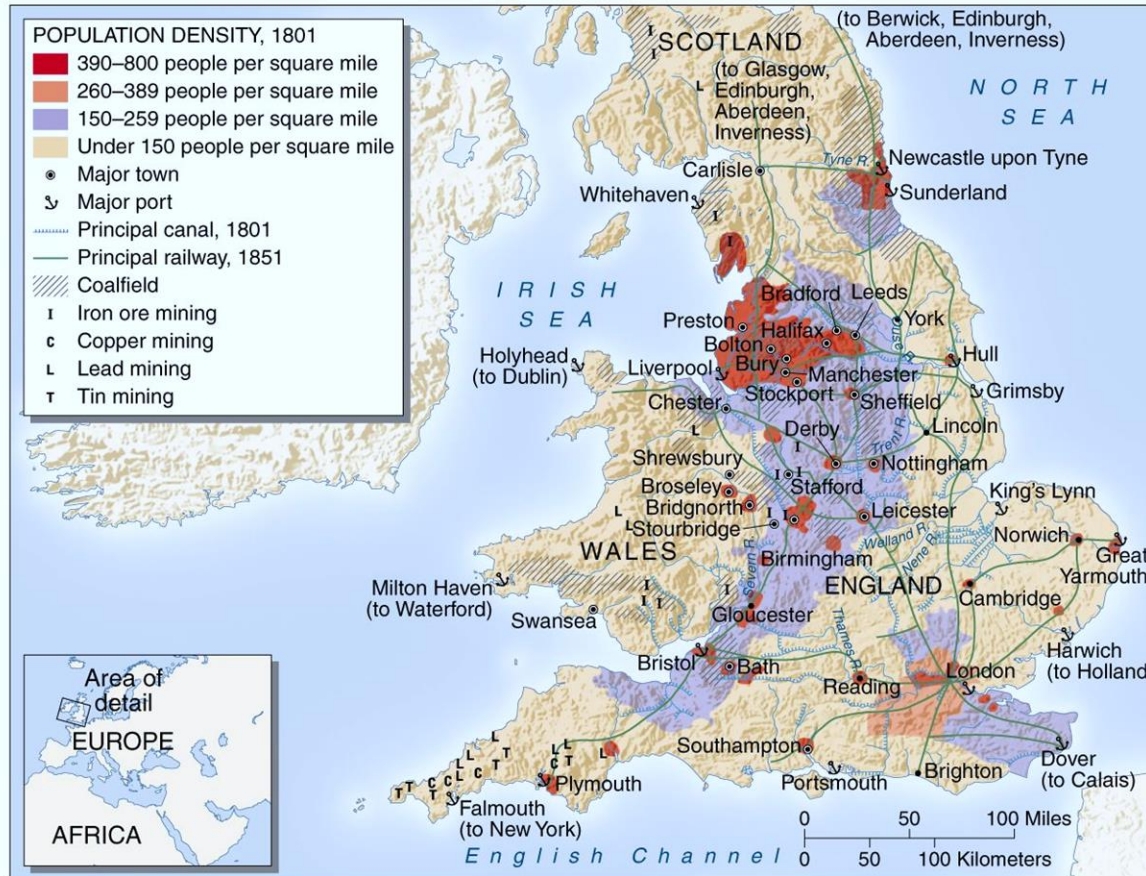 POPULATION DENSITY, 1801
390–800 people per square mile
260–389 people per square mile
150–259 people per square mile
Under 150 people per square mile
Major town
Major port
Principal canal, 1801
Principal railway, 1851
Coalfield
I Iron ore mining
C Copper mining
L Lead mining
T Tin mining
(to Berwick, Edinburgh,
Aberdeen, Inverness)
SCOTLAND
(to Glasgow,
Edinburgh,
Aberdeen,
Inverness)
NORTH
SEA
Tyne R.
Newcastle upon Tyne
Carlisle
Sunderland
Whitehaven
IRISH
SEA
Bradford
Leeds
Preston
Halifax
York
Ouse R.
Bolton
Bury
Hull
Holyhead
(to Dublin)
Liverpool
Manchester
Stockport
Grimsby
Chester
Sheffield
Derby
Trent R.
Lincoln
Shrewsbury
Nottingham
Broseley
Stafford
King's Lynn
Bridgnorth
Leicester
Stourbridge
Norwich
Welland R.
Nene R.
Great
Yarmouth
WALES
Birmingham
Severn R.
ENGLAND
Cambridge
Milton Haven
(to Waterford)
Swansea
Gloucester
Thames R.
Harwich
(to Holland)
Bristol
Bath
London
Reading
Southampton
Portsmouth
Brighton
Dover
(to Calais)
Plymouth
Falmouth
(to New York)
English Channel
0 50 100 Miles
0 50 100 Kilometers
Area of
detail
EUROPE
AFRICA
I
I
L
I
I
L
I
I
I
I
I
L
L
I
I
I
I
L
T
L
L
L
C
T
L
L
L
C
T
C
C
T
T
T